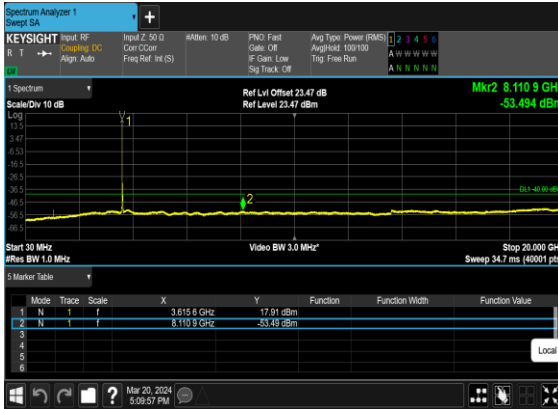 Spectrum Analyzer 1
Swept SA
+
KEYSIGHT Input: RF Input Z: 50 Ω #Atten: 10 dB PNO: Fast Avg Type: Power (RMS) 1 2 3 4 5 6
R T Coupling: DC Corr CCorr Gate: Off Avg|Hold: 100/100 A W W W W W
Align: Auto Freq Ref: Int (S) IF Gain: Low Trig: Free Run
Sig Track: Off A N N N N N
1 Spectrum Ref Lvl Offset 23.47 dB Mkr2 8.110 9 GHz
Scale/Div 10 dB Ref Level 23.47 dBm -53.494 dBm
Log
13.5
3.47
-6.53
-16.5
-26.5
-36.5
-46.5
-56.5
-66.5
1
2
DL1 -40.00 dBm
Start 30 MHz Video BW 3.0 MHz* Stop 20.000 GHz
#Res BW 1.0 MHz Sweep 34.7 ms (40001 pts
5 Marker Table
Mode Trace Scale X Y Function Function Width Function Value
1 N 1 f 3.615 6 GHz 17.91 dBm
2 N 1 f 8.110 9 GHz -53.49 dBm
3
4
5
6
Local
? Mar 20, 2024
5:09:57 PM